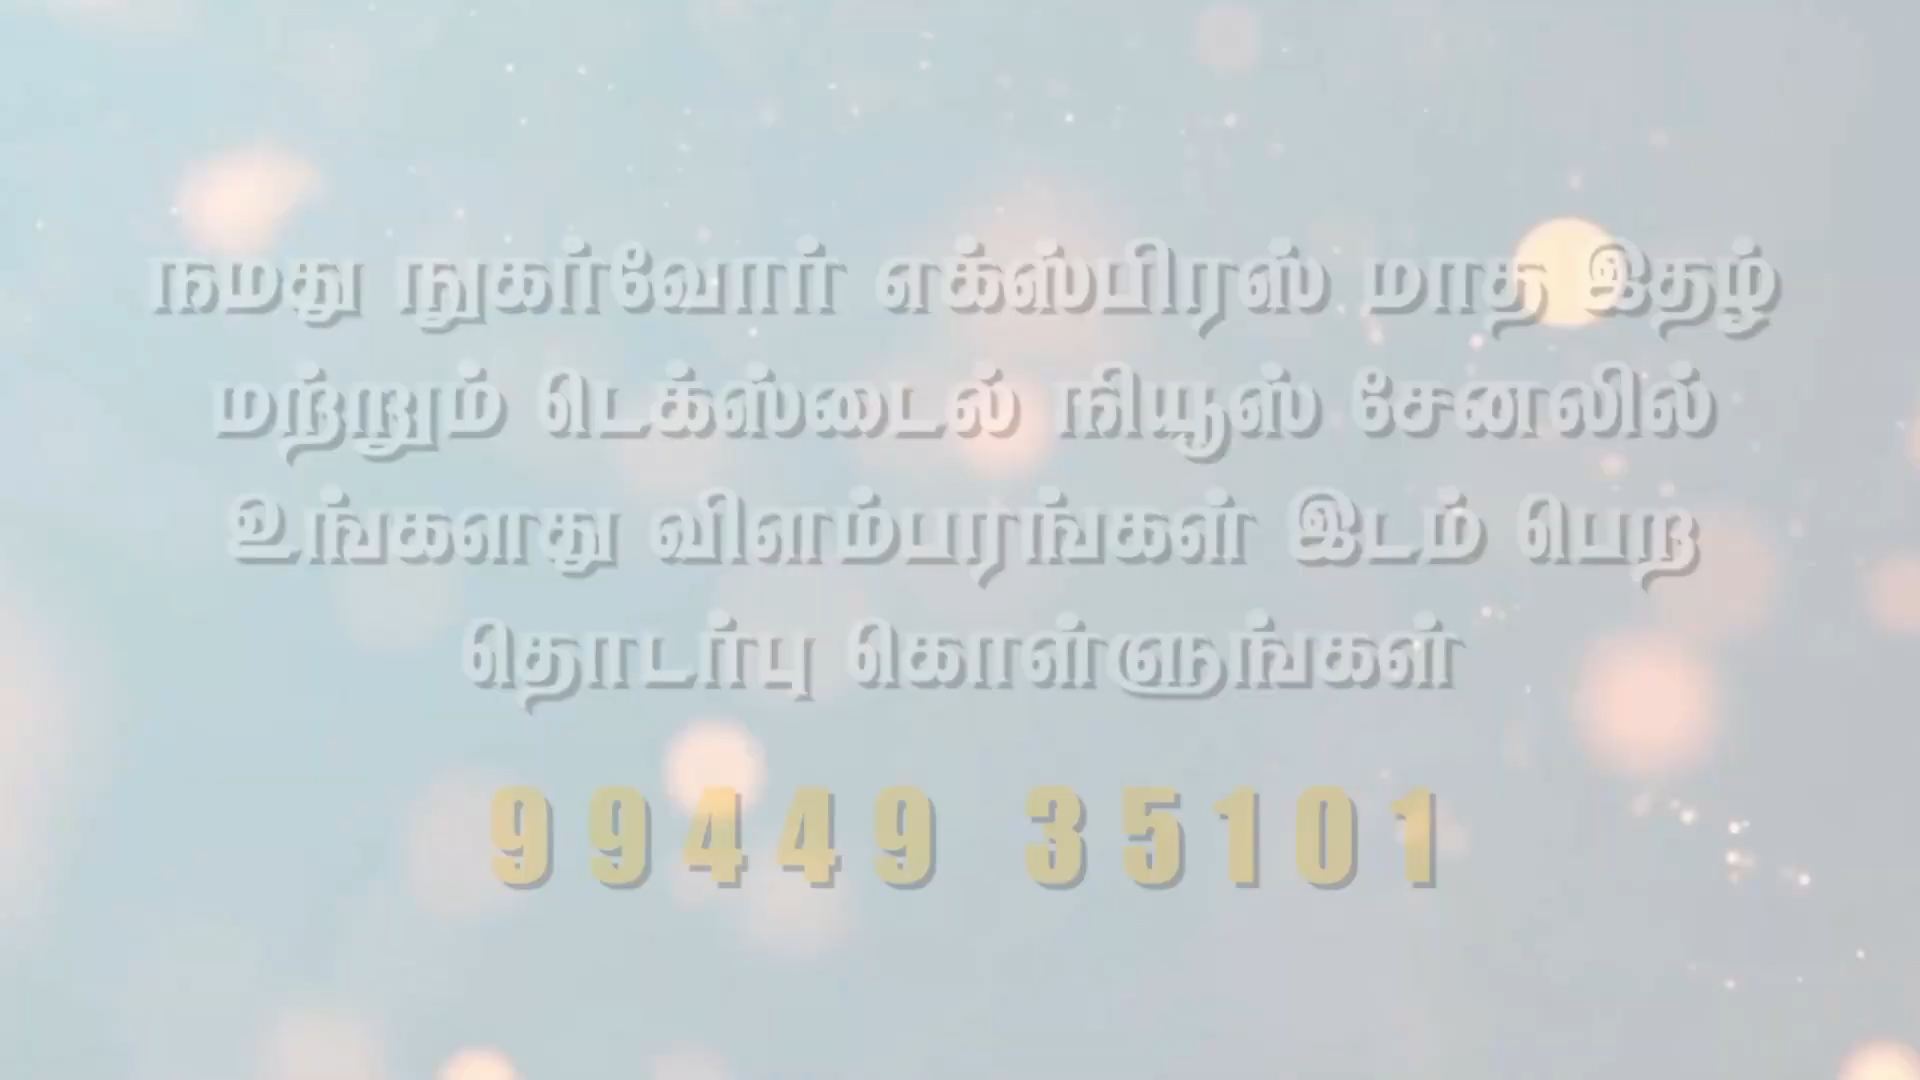 நமது நுகர்வோர் எக்ஸ்பிரஸ் மாத இதழ்
மற்றும் டெக்ஸ்டைல் நியூஸ் சேனலில்
உங்களது விளம்பரங்கள் இடம் பெற
தொடர்பு கொள்ளுங்கள்
99449 35101